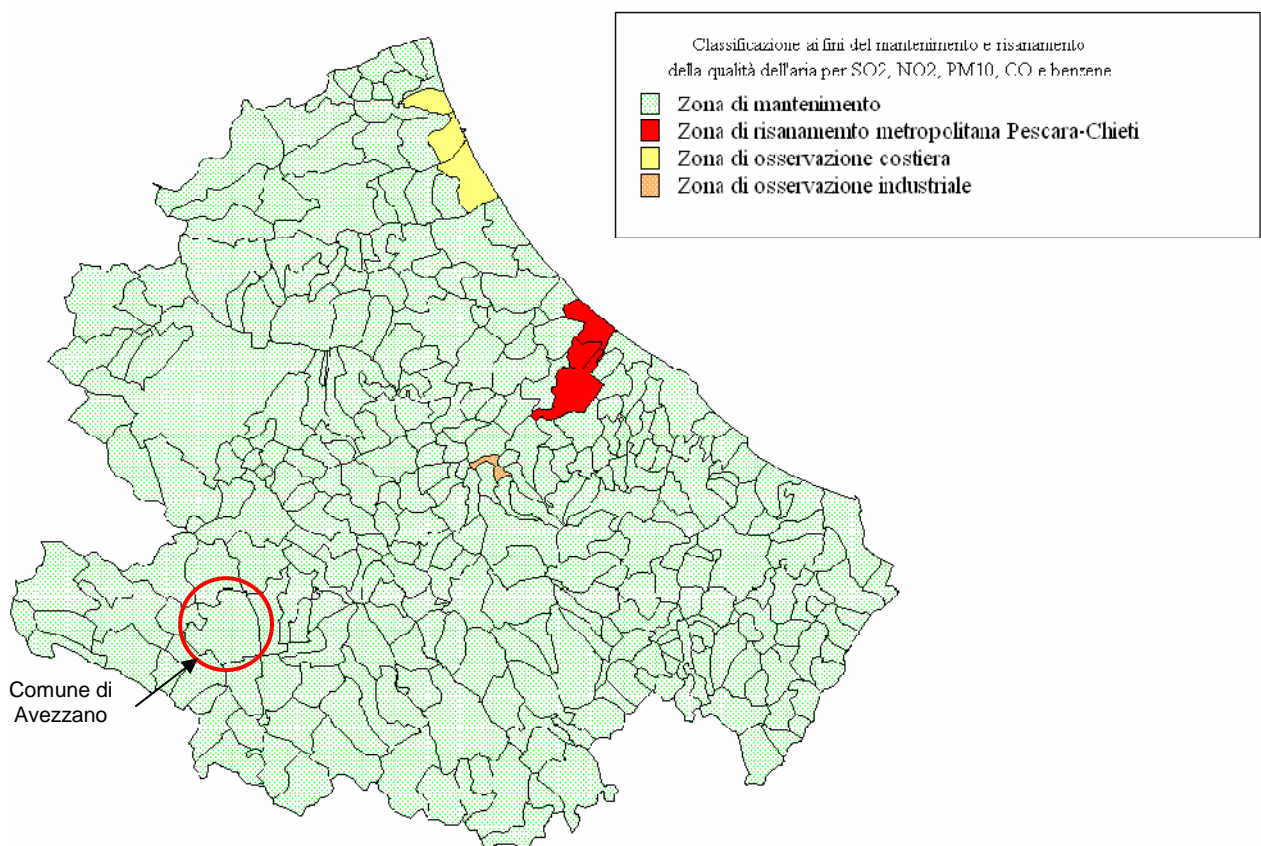 Classificazione ai fini del mantenimento e risanamento
della qualità dell'aria per SO2, NO2, PM10, CO e benzene
Zona di mantenimento
Zona di risanamemto metropolitana Pescara-Chieti
Zona di osservazione costiera
Zona di osservazione industriale
Comune di
Avezzano